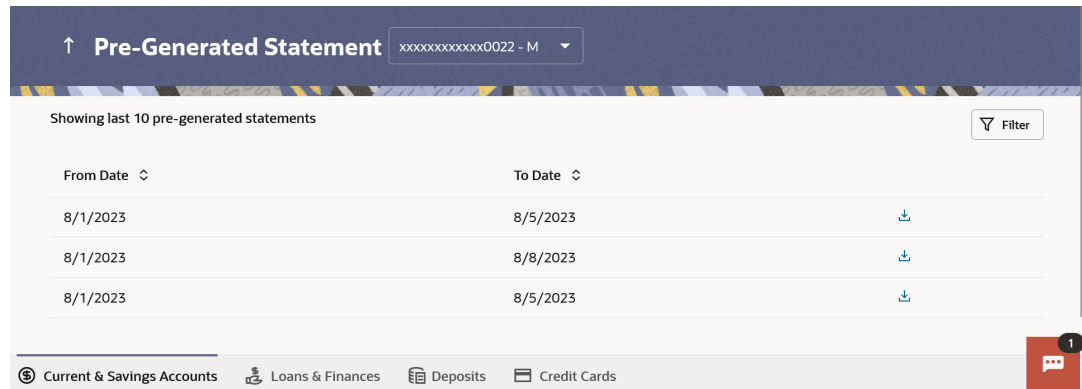 Pre-Generated Statement xxxxxxxxxxxx0022 - M
Showing last 10 pre-generated statements
Filter
From Date To Date
8/1/2023 8/5/2023
8/1/2023 8/8/2023
8/1/2023 8/5/2023
1
Current & Savings Accounts Loans & Finances Deposits Credit Cards